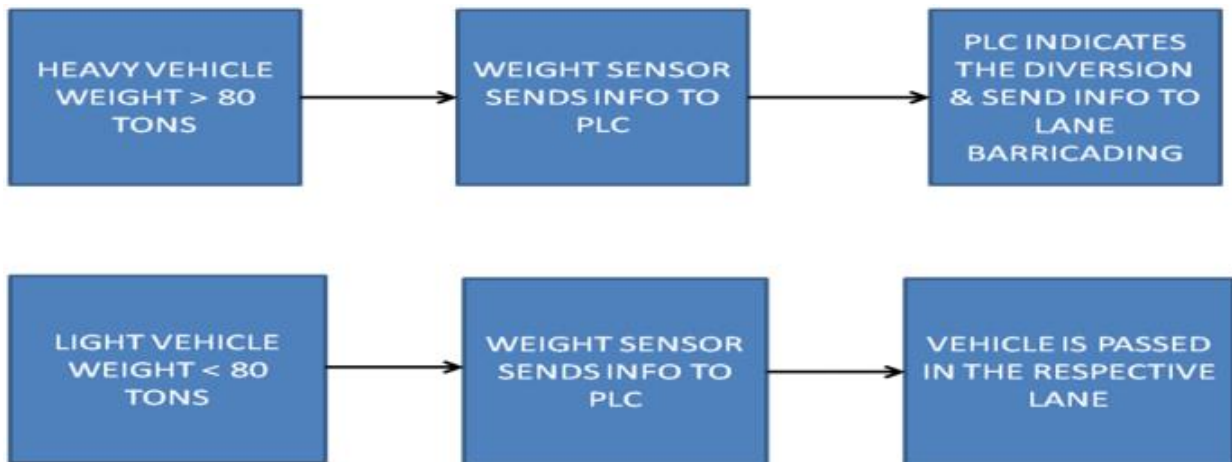 HEAVY VEHICLE
WEIGHT > 80
TONS
WEIGHT SENSOR
SENDS INFO TO
PLC
PLC INDICATES
THE DIVERSION
& SEND INFO TO
LANE
BARRICADING
LIGHT VEHICLE
WEIGHT < 80
TONS
WEIGHT SENSOR
SENDS INFO TO
PLC
VEHICLE IS PASSED
IN THE RESPECTIVE
LANE